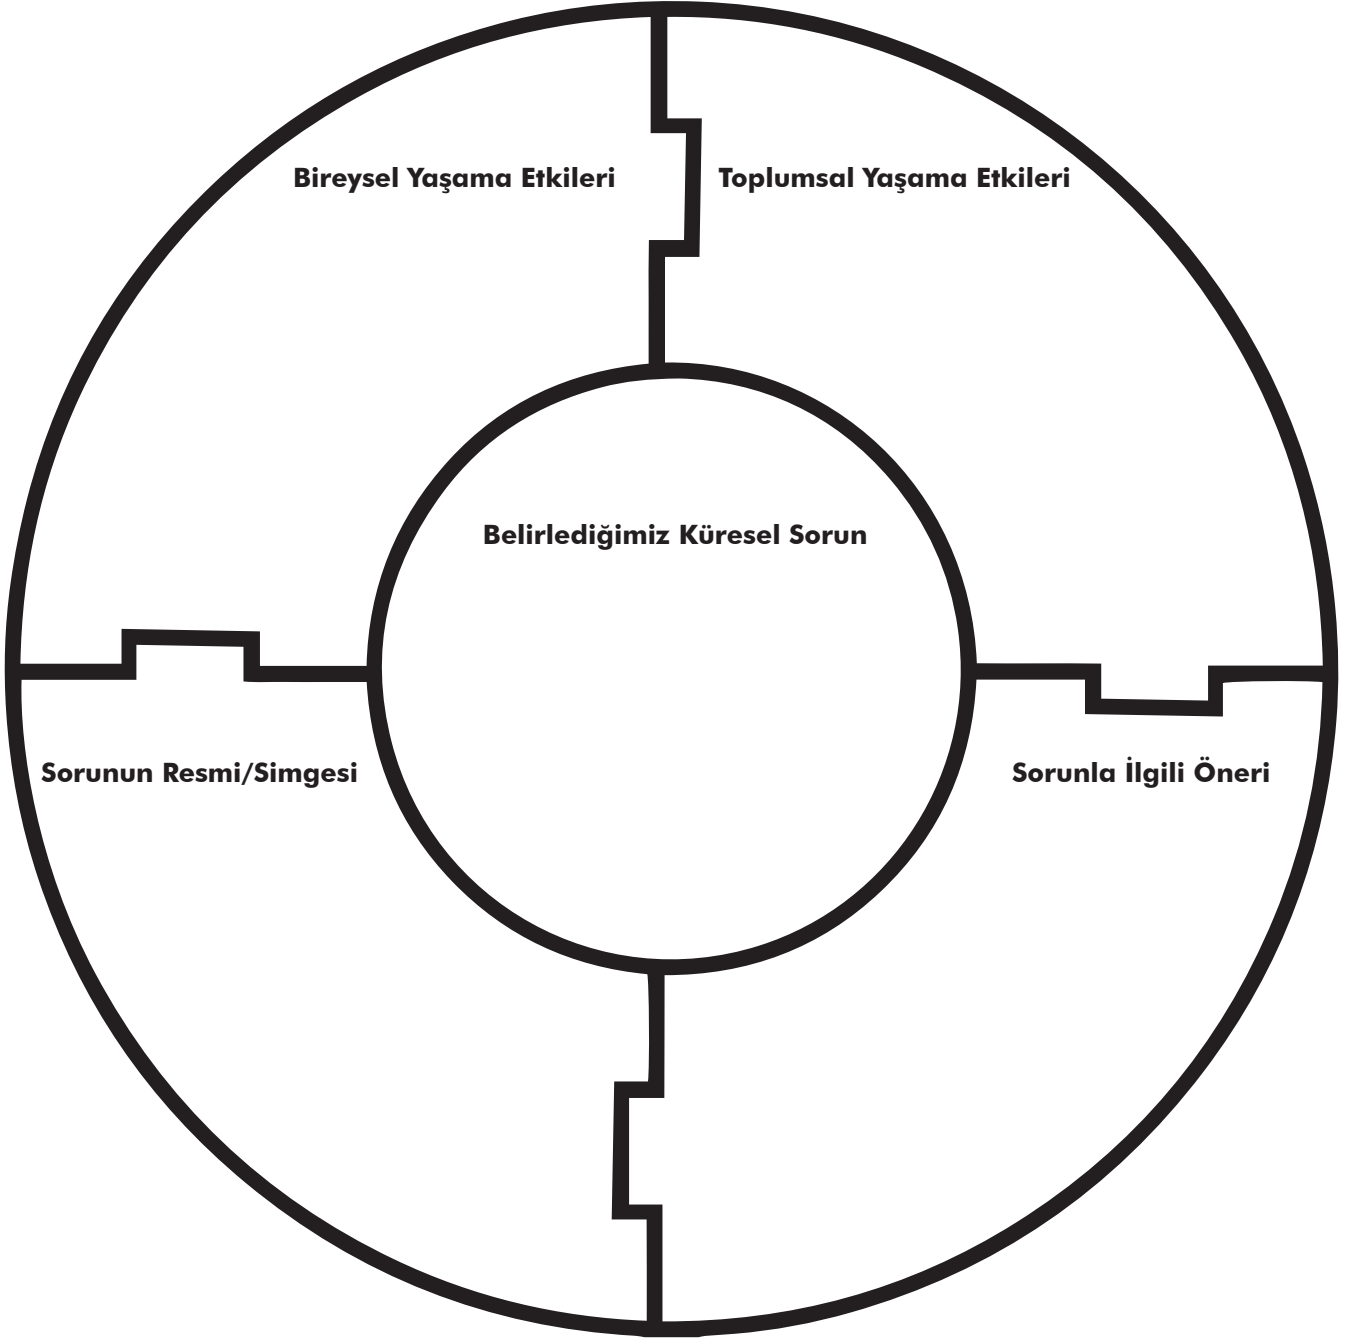 Bireysel Yaşama Etkileri
Toplumsal Yaşama Etkileri
Belirlediğimiz Küresel Sorun
Sorunun Resmi/Simgesi
Sorunla İlgili Öneri